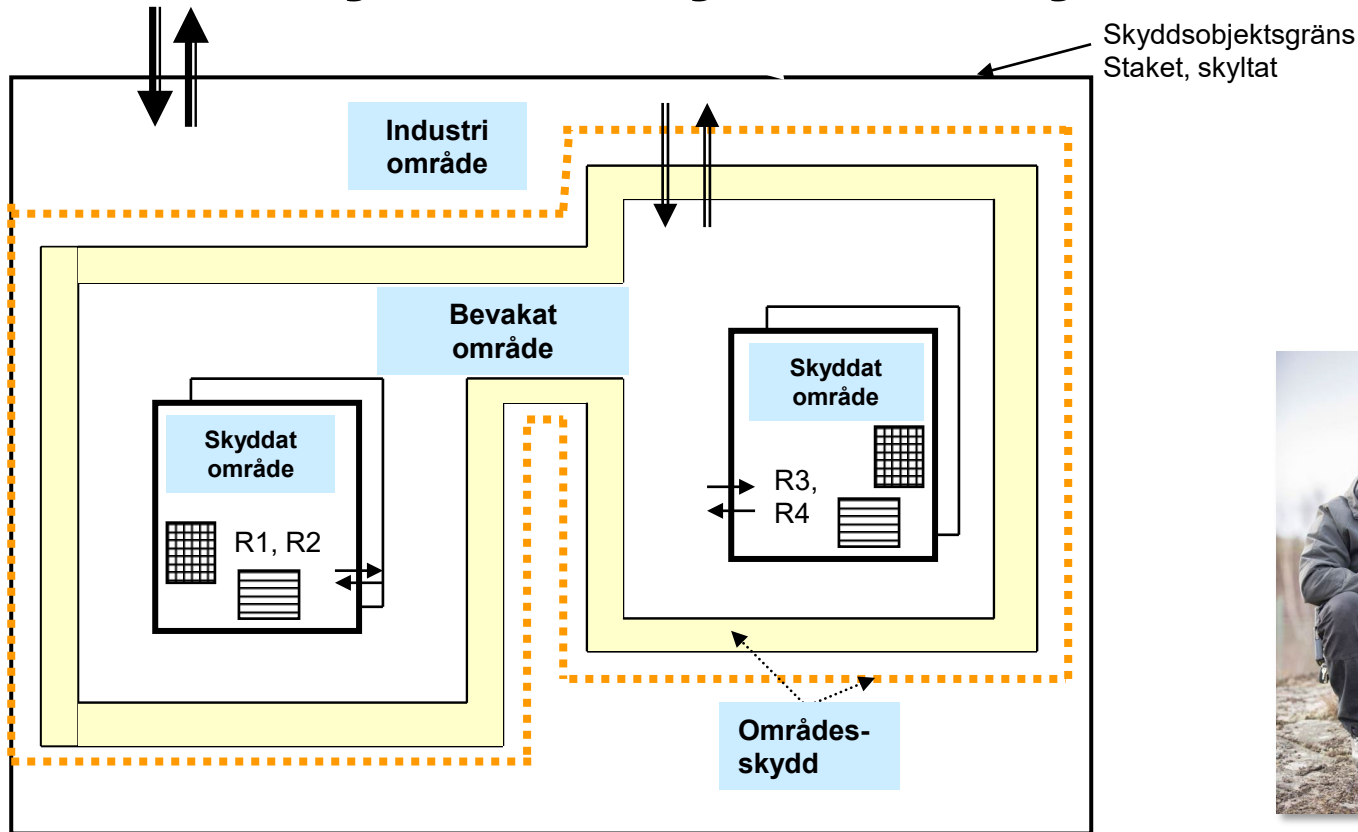 Skyddsobjektsgräns
Staket, skyltat
Industri
område
Bevakat
område
Skyddat
område
Skyddat
område
R3,
R4
R1, R2
Områdes-
skydd